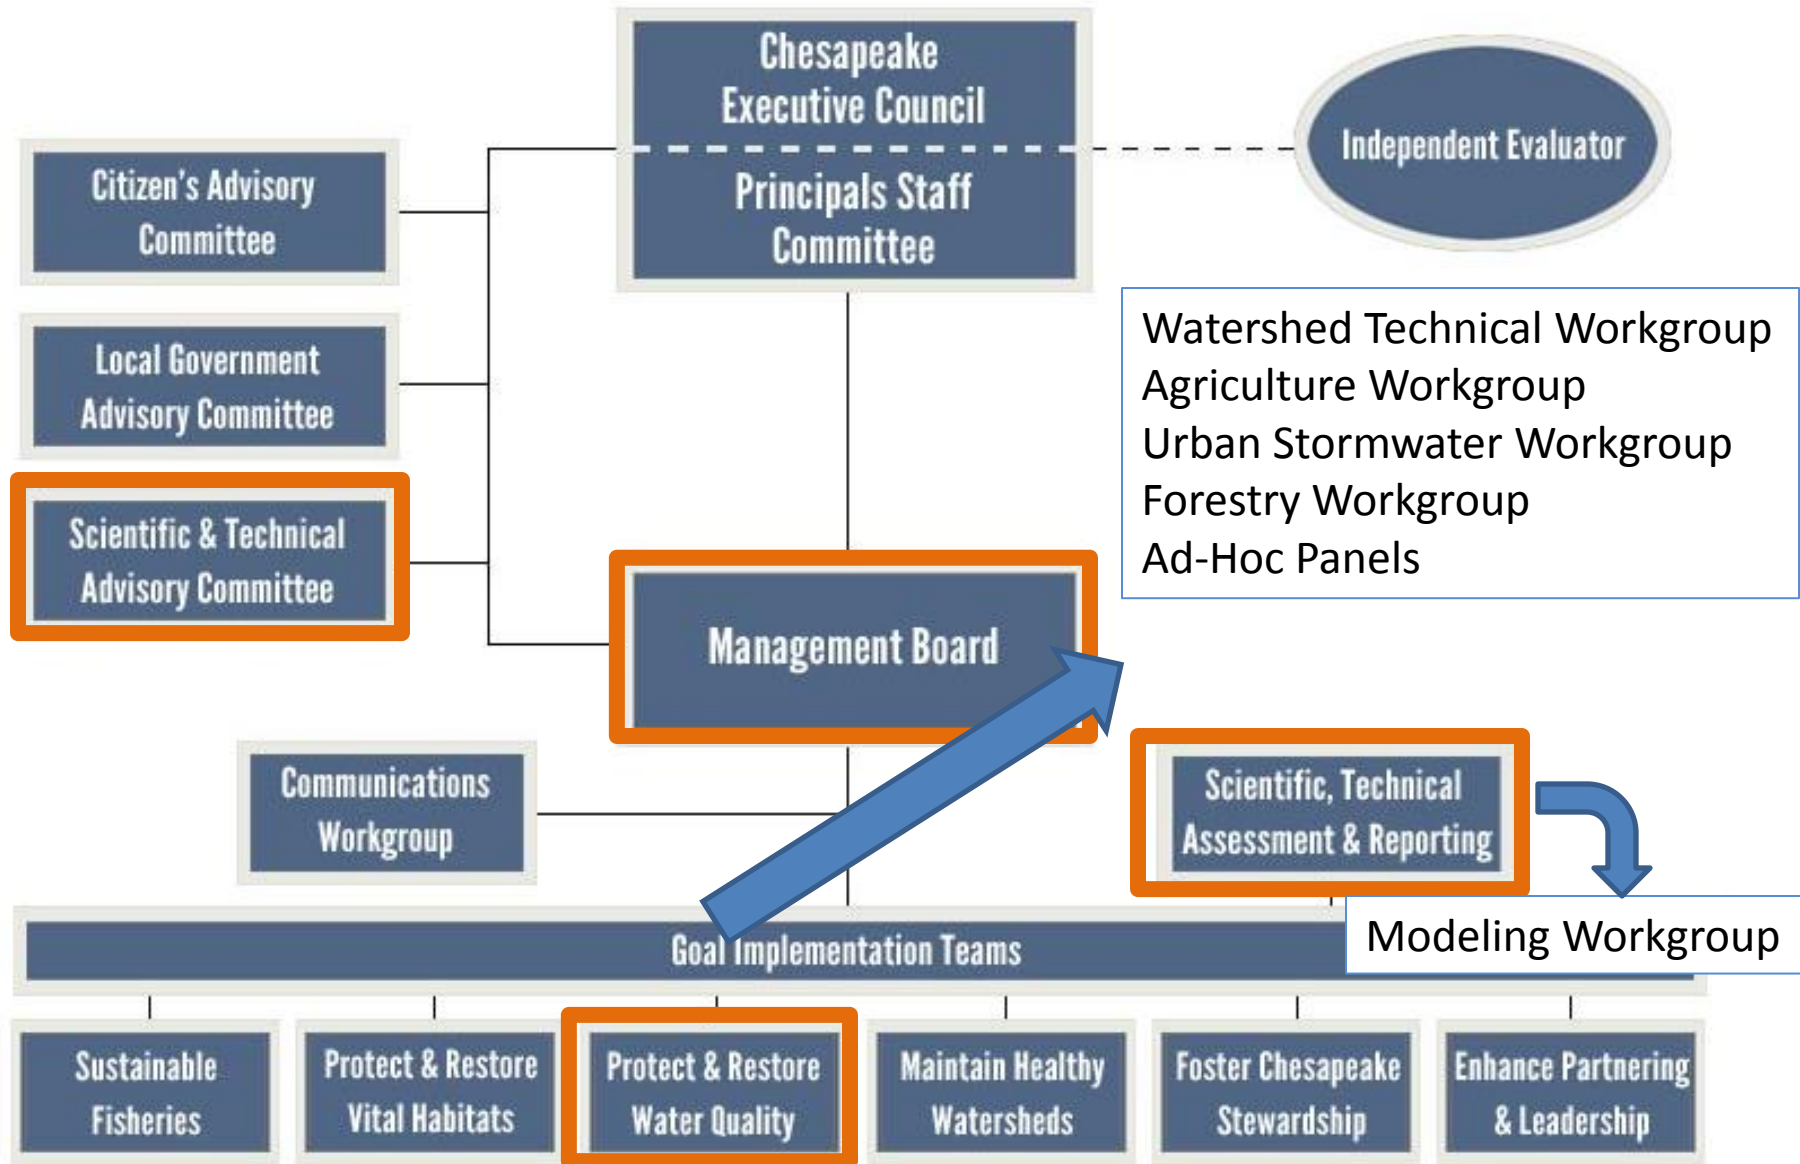 Chesapeake
Executive Council
Principals Staff
Committee
Independent Evaluator
Citizen's Advisory
Committee
Local Government
Advisory Committee
Scientific & Technical
Advisory Committee
Watershed Technical Workgroup
Agriculture Workgroup
Urban Stormwater Workgroup
Forestry Workgroup
Ad-Hoc Panels
Management Board
Communications
Workgroup
Scientific, Technical
Assessment & Reporting
Modeling Workgroup
Goal Implementation Teams
Sustainable
Fisheries
Protect & Restore
Vital Habitats
Protect & Restore
Water Quality
Maintain Healthy
Watersheds
Foster Chesapeake
Stewardship
Enhance Partnering
& Leadership